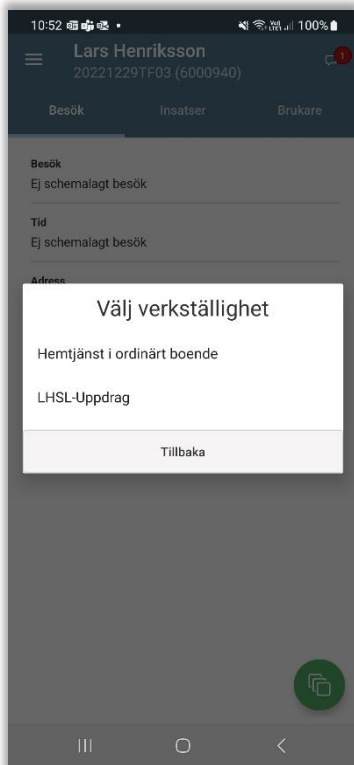 10:52
100%
Lars Henriksson
20221229TF03 (6000940)
1
Besök
Insatser
Brukare
Besök
Ej schemalagt besök
Tid
Ej schemalagt besök
Adress
Välj verkställighet
Hemtjänst i ordinärt boende
LHSL-Uppdrag
Tillbaka